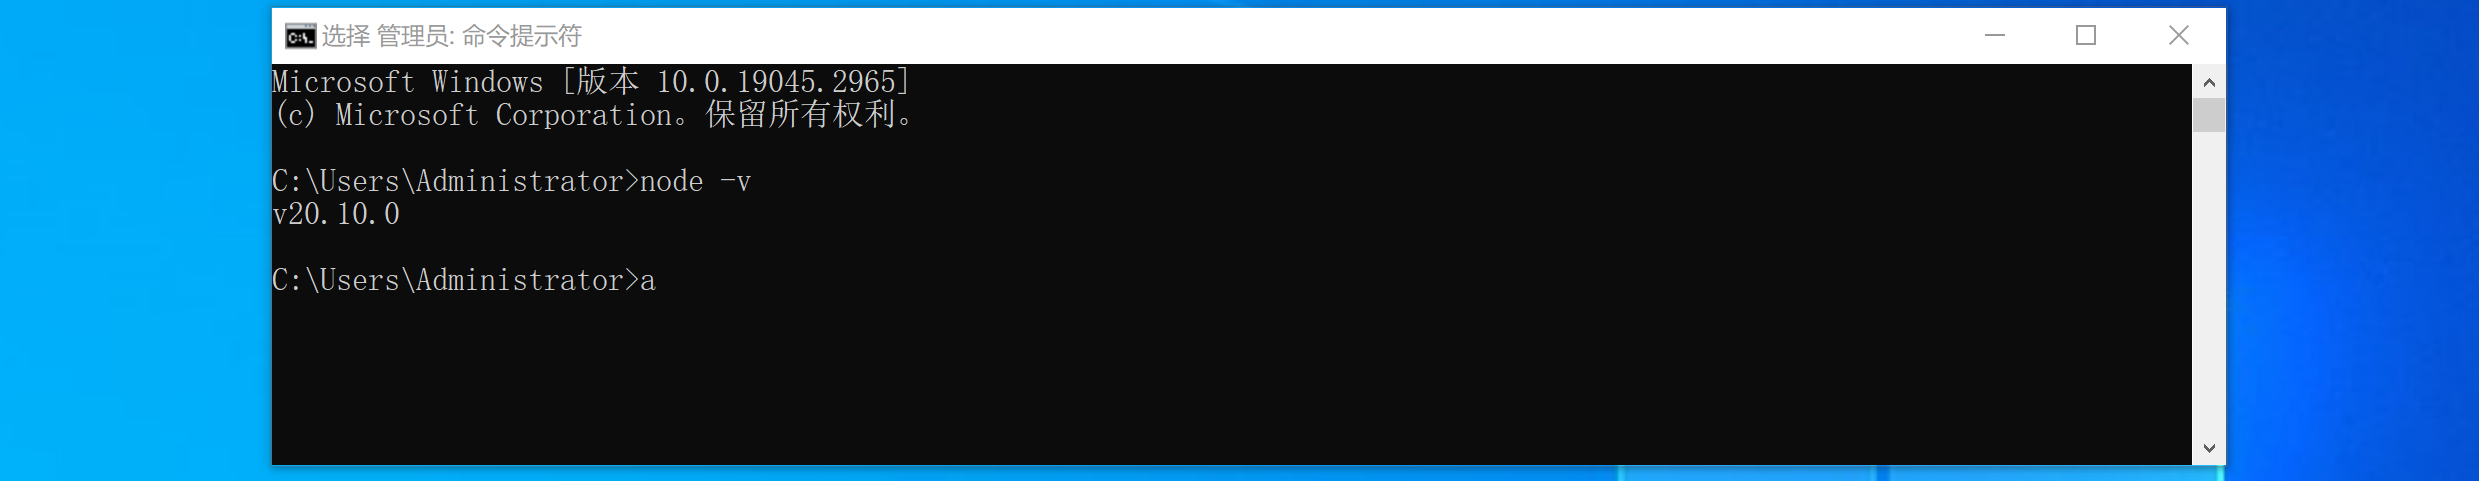 选择 管理员: 命令提示符
Microsoft Windows [版本 10.0.19045.2965]
(c) Microsoft Corporation。保留所有权利。
C:\Users\Administrator>node -v
v20.10.0
C:\Users\Administrator>a